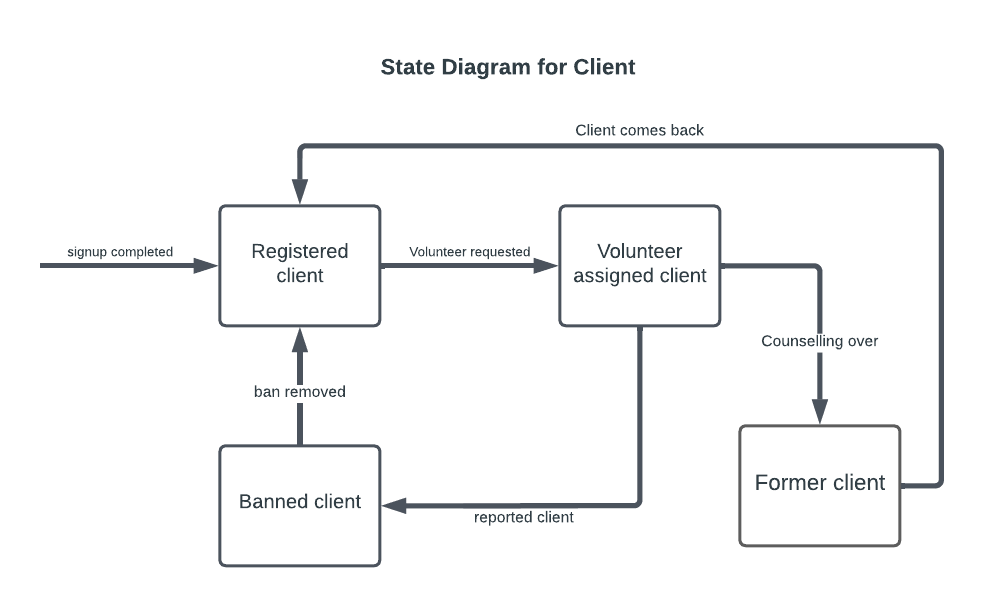 State Diagram for Client
Client comes back
signup completed
Registered
client
Volunteer requested
Volunteer
assigned client
Counselling over
ban removed
Banned client
reported client
Former client